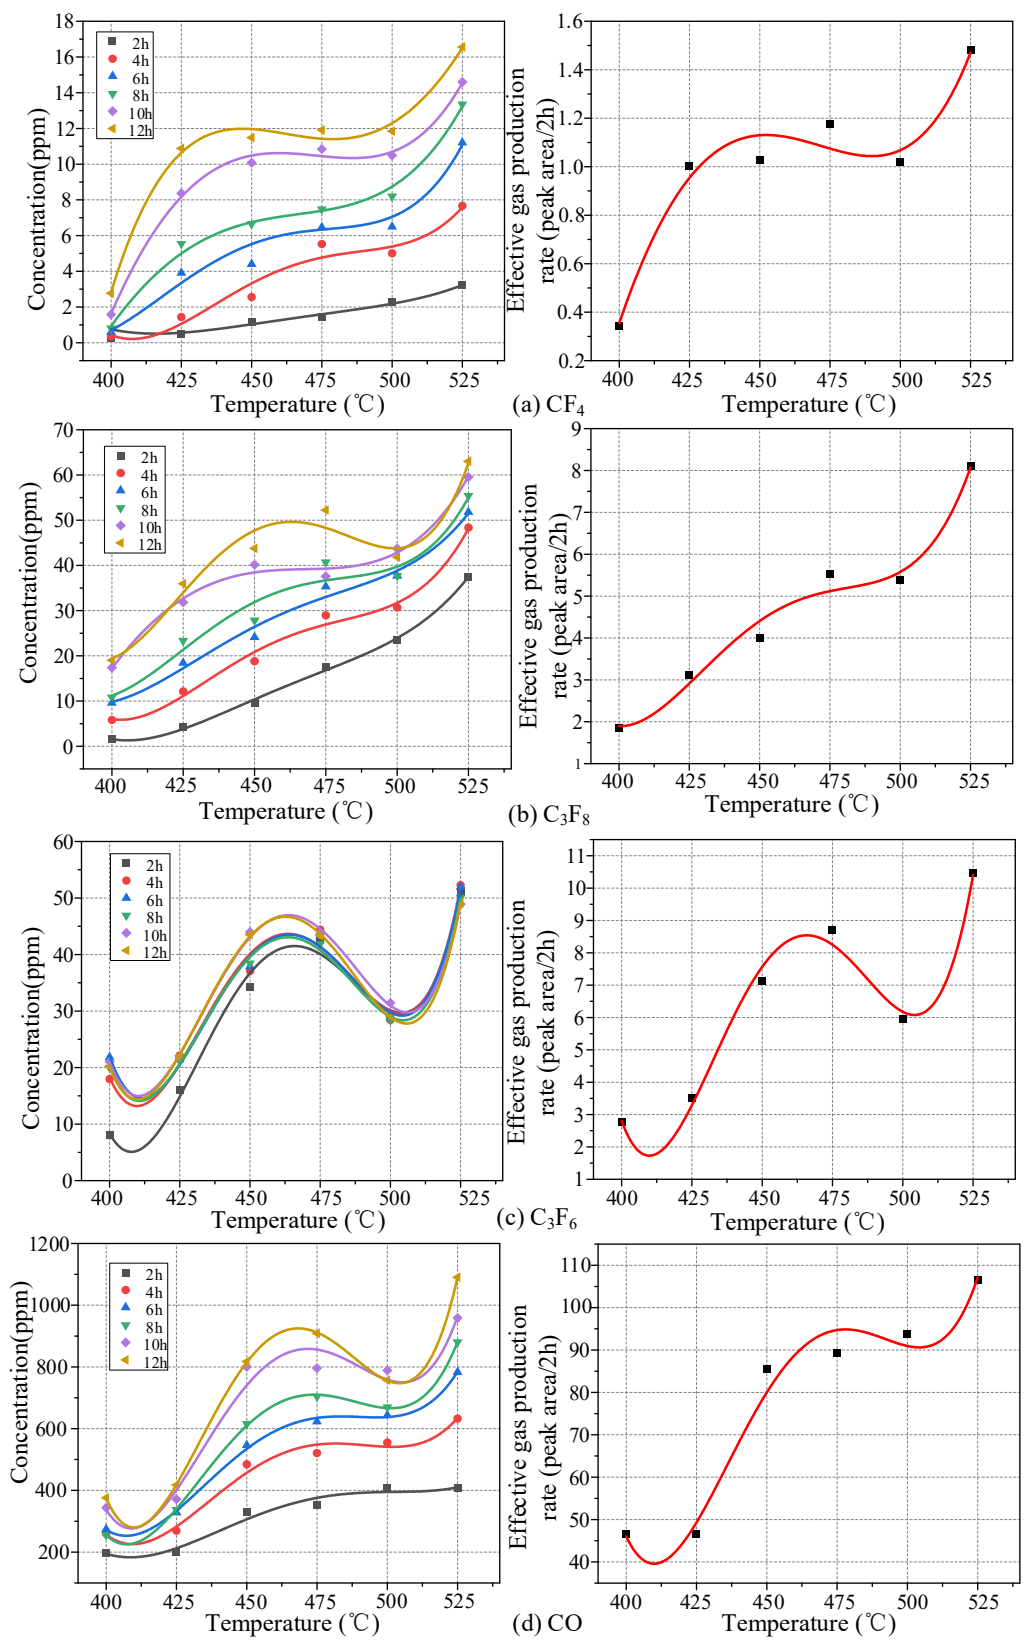 18
16
14
12
10
8
6
4
2
0
Concentration(ppm)
2h
4h
6h
8h
10h
12h
400 425 450 475 500 525
Temperature (℃)
1.6
1.4
1.2
1.0
0.8
0.6
0.4
0.2
Effective gas production
rate (peak area/2h)
400 425 450 475 500 525
Temperature (℃)
(a) CF4
70
60
50
40
30
20
10
0
Concentration(ppm)
2h
4h
6h
8h
10h
12h
400 425 450 475 500 525
Temperature (℃)
9
8
7
6
5
4
3
2
1
Effective gas production
rate (peak area/2h)
400 425 450 475 500 525
Temperature (℃)
(b) C3F8
60
50
40
30
20
10
0
Concentration(ppm)
2h
4h
6h
8h
10h
12h
400 425 450 475 500 525
Temperature (℃)
11
10
9
8
7
6
5
4
3
2
1
Effective gas production
rate (peak area/2h)
400 425 450 475 500 525
Temperature (℃)
(c) C3F6
1200
1000
800
600
400
200
Concentration(ppm)
2h
4h
6h
8h
10h
12h
400 425 450 475 500 525
Temperature (℃)
110
100
90
80
70
60
50
40
Effective gas production
rate (peak area/2h)
400 425 450 475 500 525
Temperature (℃)
(d) CO